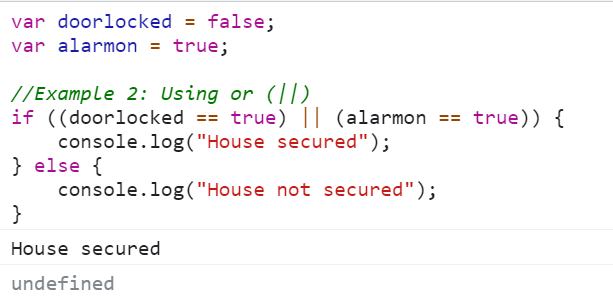 var doorlocked = false;
var alarmon = true;

//Example 2: Using or (||)
if ((doorlocked == true) || (alarmon == true)) {
    console.log("House secured");
} else {
    console.log("House not secured");
}
House secured
undefined